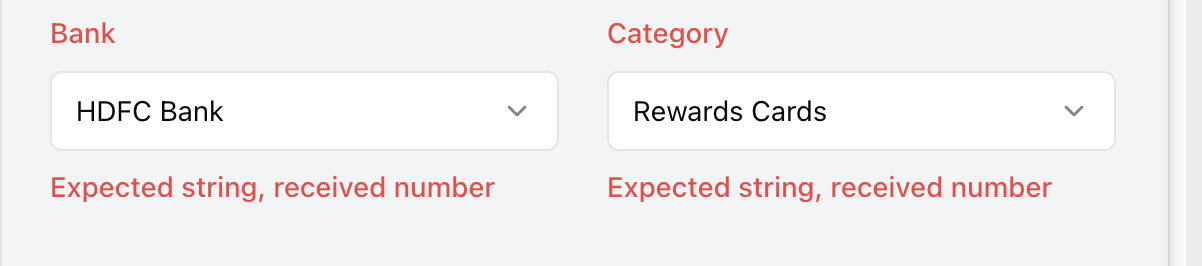 Bank
Category
HDFC Bank
Rewards Cards
Expected string, received number
Expected string, received number